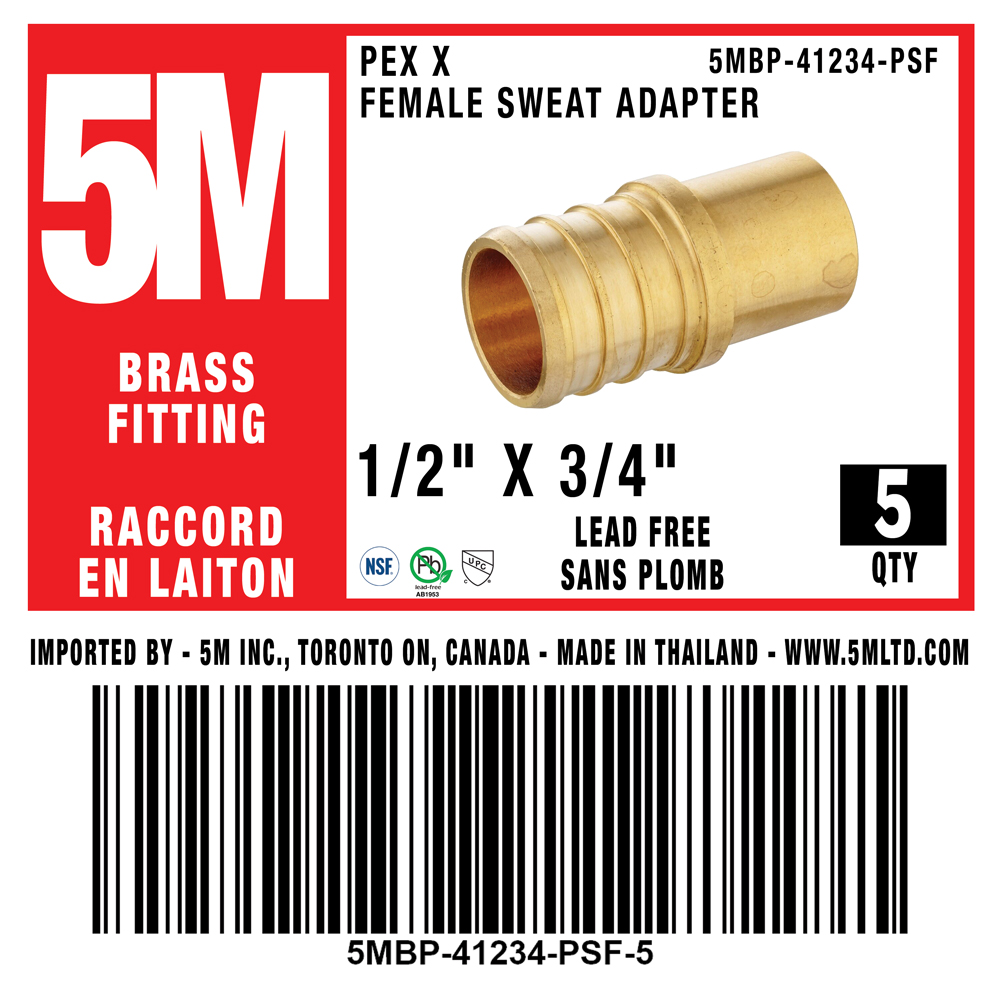 5M
BRASS
FITTING
RACCORD
EN LAITON
PEX X
5MBP-41234-PSF
FEMALE SWEAT ADAPTER
1/2" X 3/4"
LEAD FREE
SANS PLOMB
5
QTY
NSF
Pb
lead-free
AB1953
UPC
C ®
IMPORTED BY - 5M INC., TORONTO ON, CANADA - MADE IN THAILAND - WWW.5MLTD.COM
5MBP-41234-PSF-5